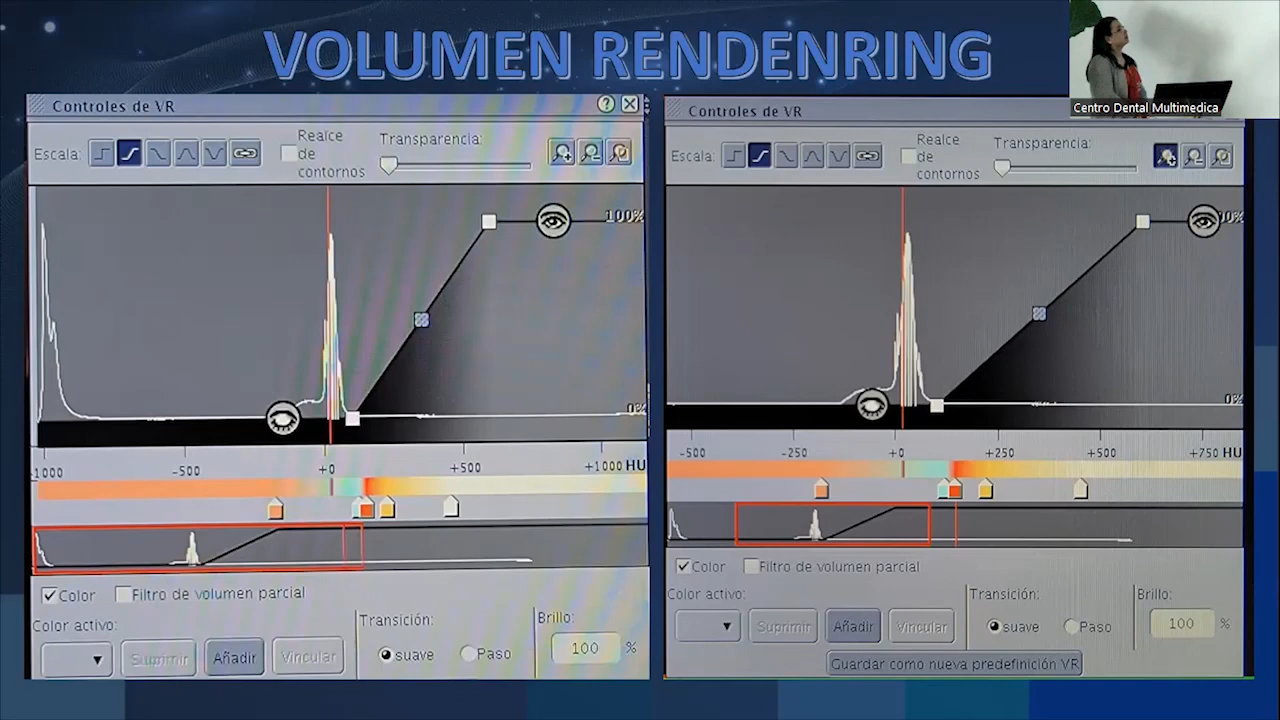 VOLUMEN RENDENRING
Centro Dental Multimedica
Controles de VR
Escala:
Realce
de
contornos
Transparencia:
100%
0%
-1000 -500 +0 +500 +1000 HU
Color
Filtro de volumen parcial
Color activo:
Suprimir
Añadir
Vincular
Transición:
suave
Paso
Brillo:
100 %
Controles de VR
Escala:
Realce
de
contornos
Transparencia:
00%
0%
-500 -250 +0 +250 +500 +750 HU
Color
Filtro de volumen parcial
Color activo:
Suprimir
Añadir
Vincular
Transición:
suave
Paso
Brillo:
100 %
Guardar como nueva predefinición VR